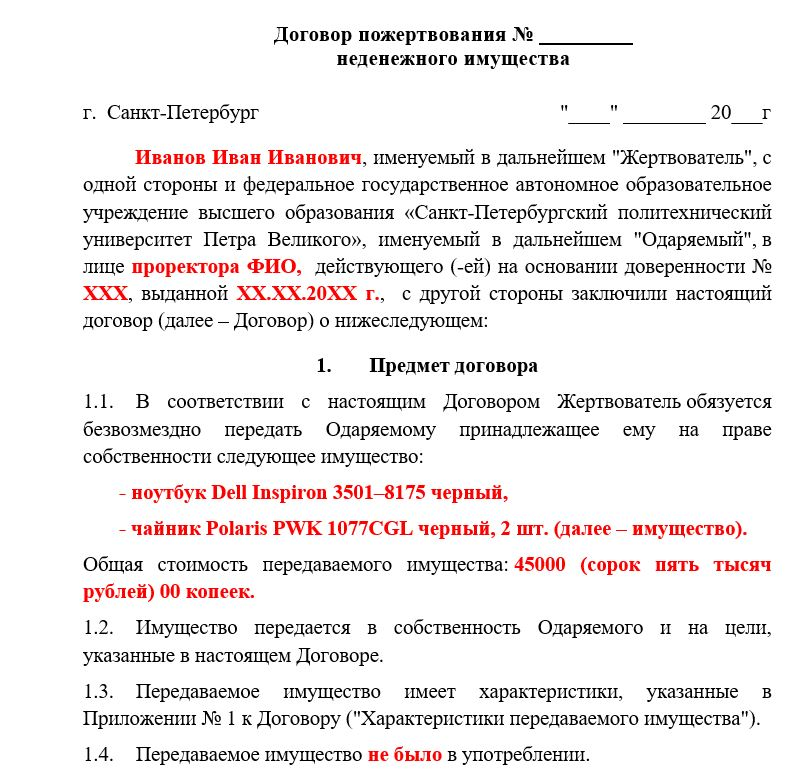 Договор пожертвования № _________
неденежного имущества
г. Санкт-Петербург "____" ________ 20___г
Иванов Иван Иванович, именуемый в дальнейшем "Жертвователь", с
одной стороны и федеральное государственное автономное образовательное
учреждение высшего образования «Санкт-Петербургский политехнический
университет Петра Великого», именуемый в дальнейшем "Одаряемый", в
лице проректора ФИО, действующего (-ей) на основании доверенности №
ХХХ, выданной ХХ.ХХ.20ХХ г., с другой стороны заключили настоящий
договор (далее – Договор) о нижеследующем:
1. Предмет договора
1.1. В соответствии с настоящим Договором Жертвователь обязуется
безвозмездно передать Одаряемому принадлежащее ему на праве
собственности следующее имущество:
- ноутбук Dell Inspiron 3501–8175 черный,
- чайник Polaris PWK 1077CGL черный, 2 шт. (далее – имущество).
Общая стоимость передаваемого имущества: 45000 (сорок пять тысяч
рублей) 00 копеек.
1.2. Имущество передается в собственность Одаряемого и на цели,
указанные в настоящем Договоре.
1.3. Передаваемое имущество имеет характеристики, указанные в
Приложении № 1 к Договору ("Характеристики передаваемого имущества").
1.4. Передаваемое имущество не было в употреблении.